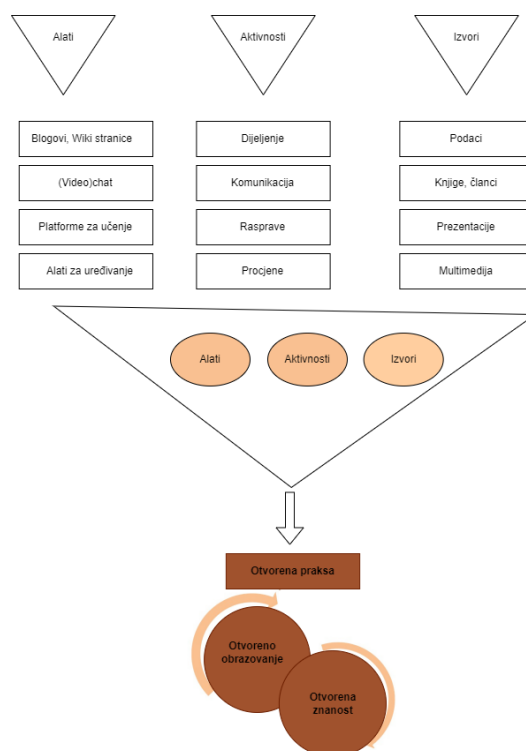 Alati
Aktivnosti
Izvori
Blogovi, Wiki stranice
Dijeljenje
Podaci
(Video)chat
Komunikacija
Knjige, članci
Platforme za učenje
Rasprave
Prezentacije
Alati za uređivanje
Procjene
Multimedija
Alati
Aktivnosti
Izvori
Otvorena praksa
Otvoreno
obrazovanje
Otvorena
znanost